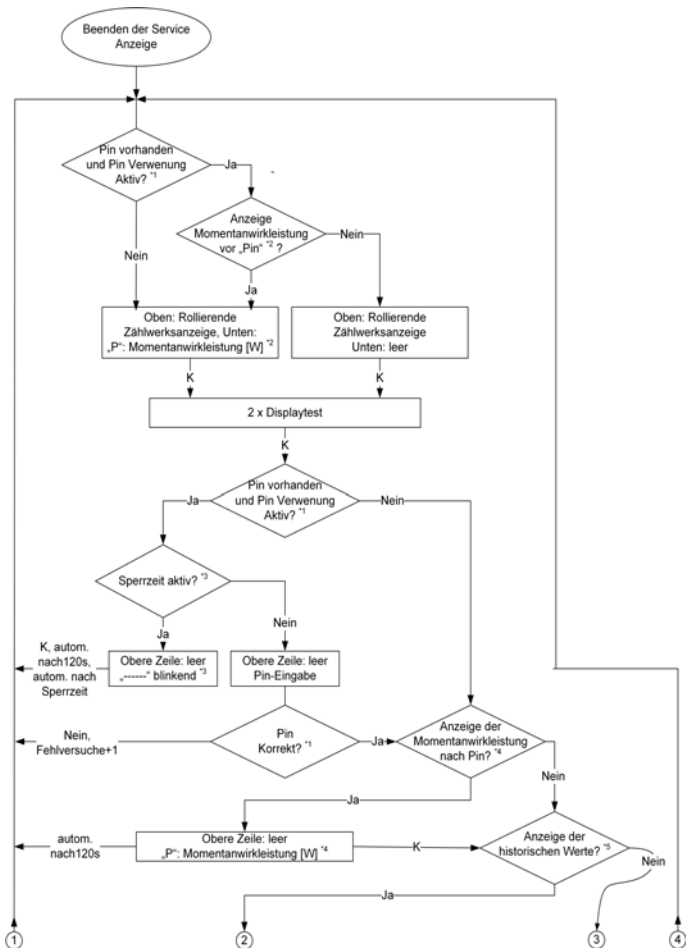 Beenden der Service
Anzeige
Pin vorhanden
und Pin Verwenung
Aktiv? *1
Ja
-
Anzeige
Momentanwirkleistung
vor „Pin“ *2 ?
Nein
Nein
Ja
Oben: Rollierende
Zählwerksanzeige, Unten:
„P“: Momentanwirkleistung [W] *2
Oben: Rollierende
Zählwerksanzeige
Unten: leer
K
K
2 x Displaytest
K
Pin vorhanden
und Pin Verwenung
Aktiv? *1
Ja
Nein
Sperrzeit aktiv? *3
Nein
Ja
K, autom.
nach120s,
autom. nach
Sperrzeit
Obere Zeile: leer
„------“ blinkend *3
Obere Zeile: leer
Pin-Eingabe
Nein,
Fehlversuche+1
Pin
Korrekt? *1
Ja
Anzeige der
Momentanwirkleistung
nach Pin? *4
Nein
Ja
autom.
nach120s
Obere Zeile: leer
„P“: Momentanwirkleistung [W] *4
K
Anzeige der
historischen Werte? *5
Nein
Ja
1
2
3
4